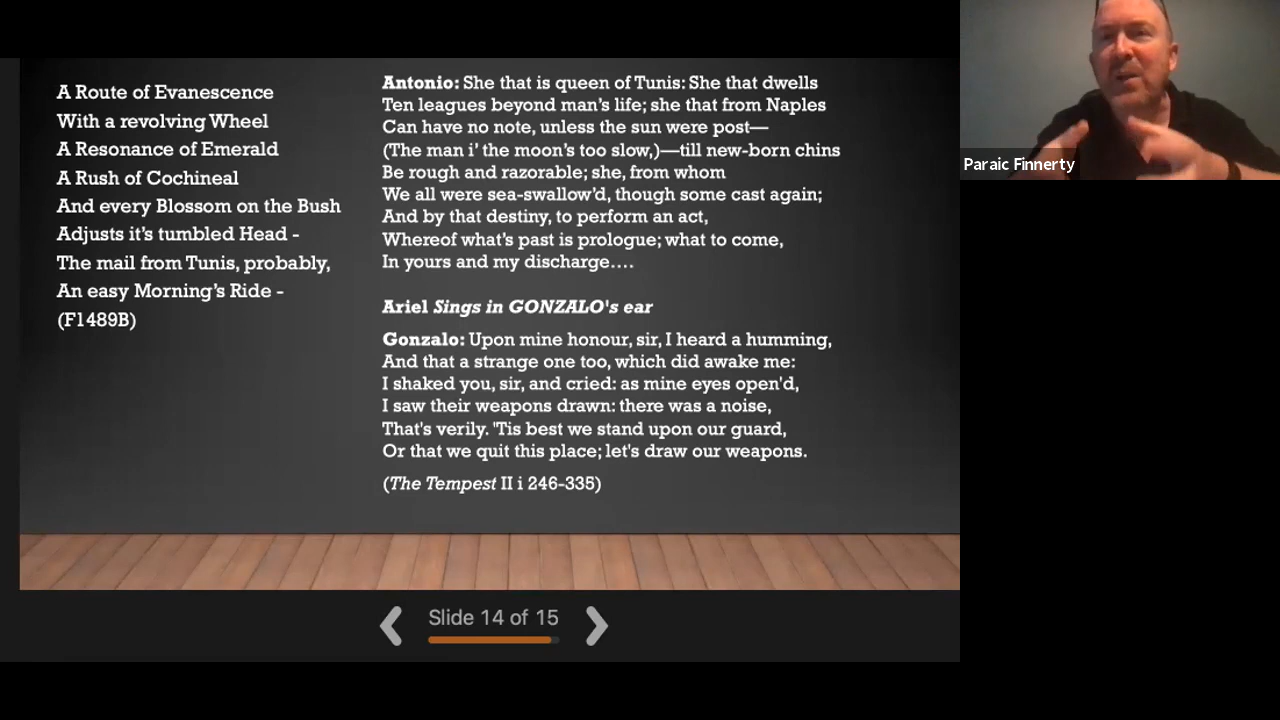 A Route of Evanescence
With a revolving Wheel
A Resonance of Emerald
A Rush of Cochineal
And every Blossom on the Bush
Adjusts it's tumbled Head -
The mail from Tunis, probably,
An easy Morning's Ride -
(F1489B)
Antonio: She that is queen of Tunis: She that dwells
Ten leagues beyond man's life; she that from Naples
Can have no note, unless the sun were post—
(The man i' the moon's too slow,)—till new-born chins
Be rough and razorable; she, from whom
We all were sea-swallow'd, though some cast again;
And by that destiny, to perform an act,
Whereof what's past is prologue; what to come,
In yours and my discharge....
Ariel Sings in GONZALO's ear
Gonzalo: Upon mine honour, sir, I heard a humming,
And that a strange one too, which did awake me:
I shaked you, sir, and cried: as mine eyes open'd,
I saw their weapons drawn: there was a noise,
That's verily. 'Tis best we stand upon our guard,
Or that we quit this place; let's draw our weapons.
(The Tempest II i 246-335)
Slide 14 of 15
Paraic Finnerty